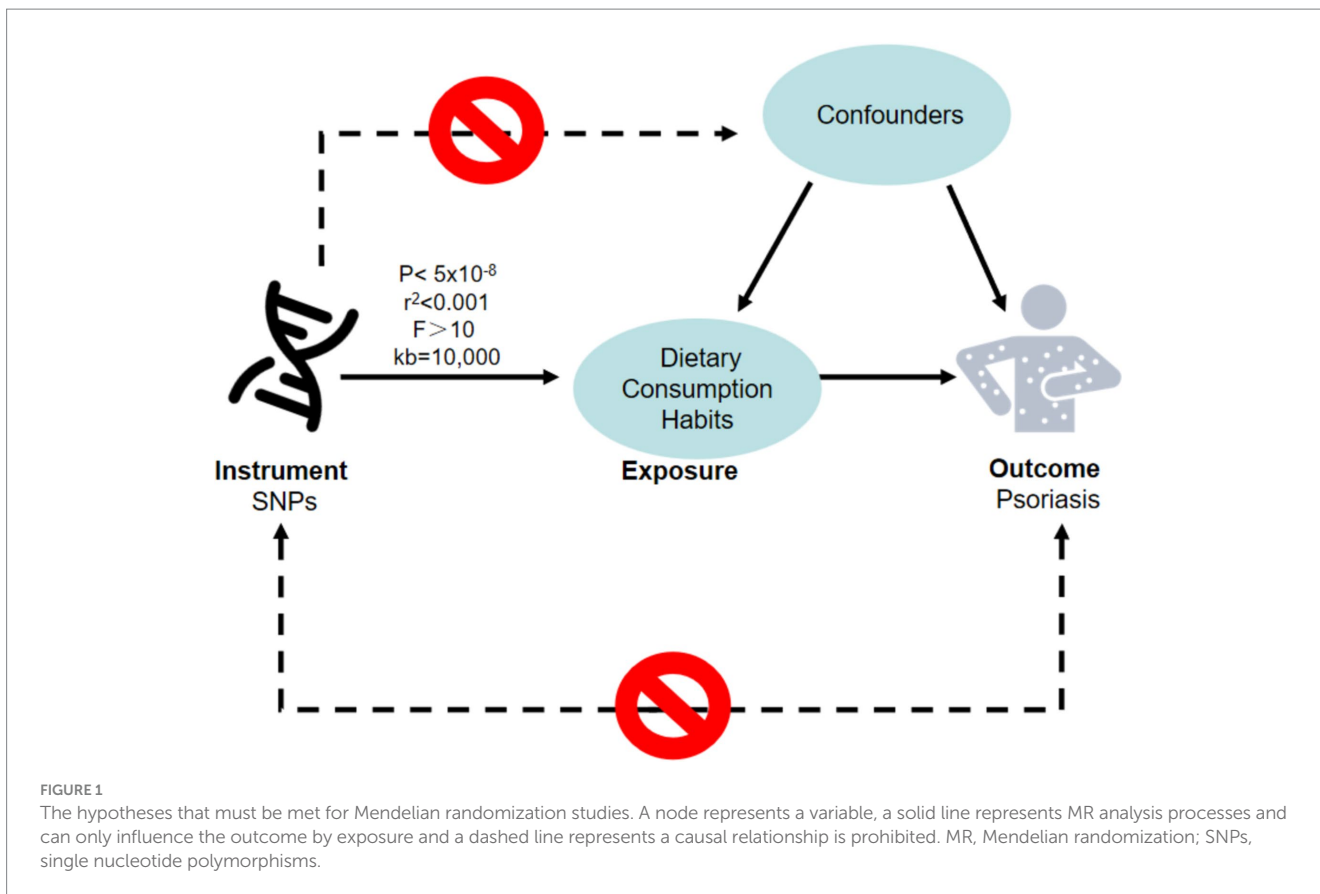 Confounders
P< 5x10-8
r2<0.001
F＞10
kb=10,000
Dietary
Consumption
Habits
Instrument
SNPs
Exposure
Outcome
Psoriasis
FIGURE 1
The hypotheses that must be met for Mendelian randomization studies. A node represents a variable, a solid line represents MR analysis processes and
can only influence the outcome by exposure and a dashed line represents a causal relationship is prohibited. MR, Mendelian randomization; SNPs,
single nucleotide polymorphisms.